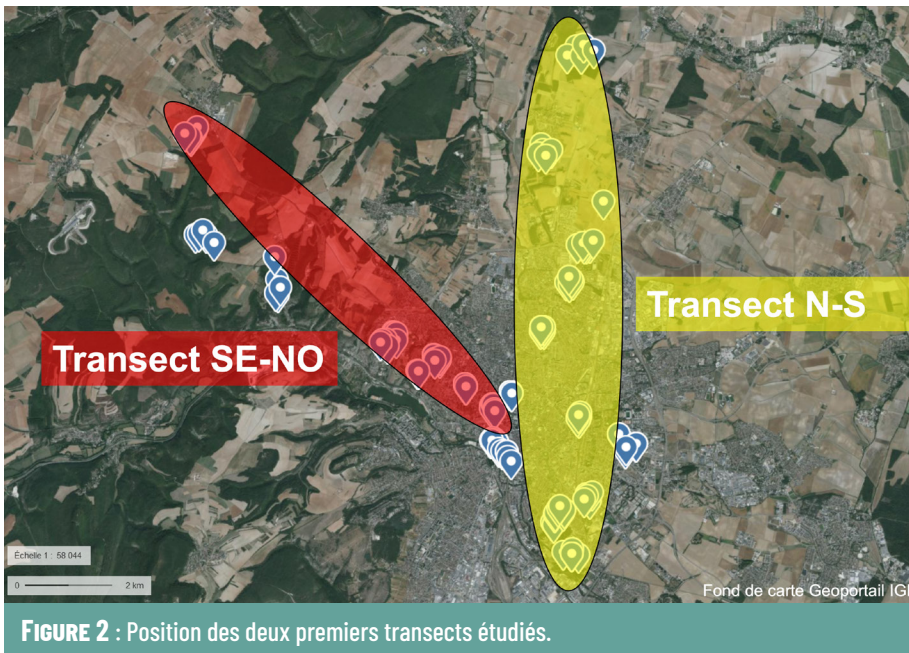 Transect N-S
Transect SE-NO
Échelle 1 : 58 044
0 2 km
Fond de carte Geoportail IG
FIGURE 2 : Position des deux premiers transects étudiés.